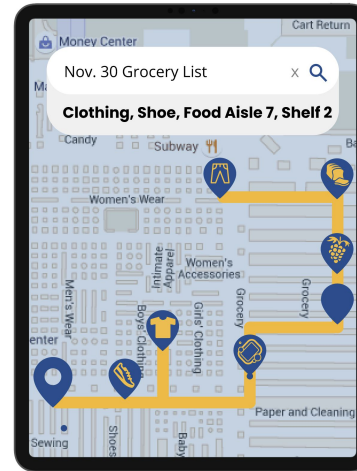 Cart Return
Money Center
Nov. 30 Grocery List
x
Clothing, Shoe, Food Aisle 7, Shelf 2
Candy
Subway
Women's Wear
Intimate
Apparel
Women's
Accessories
Men's Wear
Boys' Clothing
Girls' Clothing
Grocery
Grocery
Paper and Cleaning
Sewing
Shoes
Baby